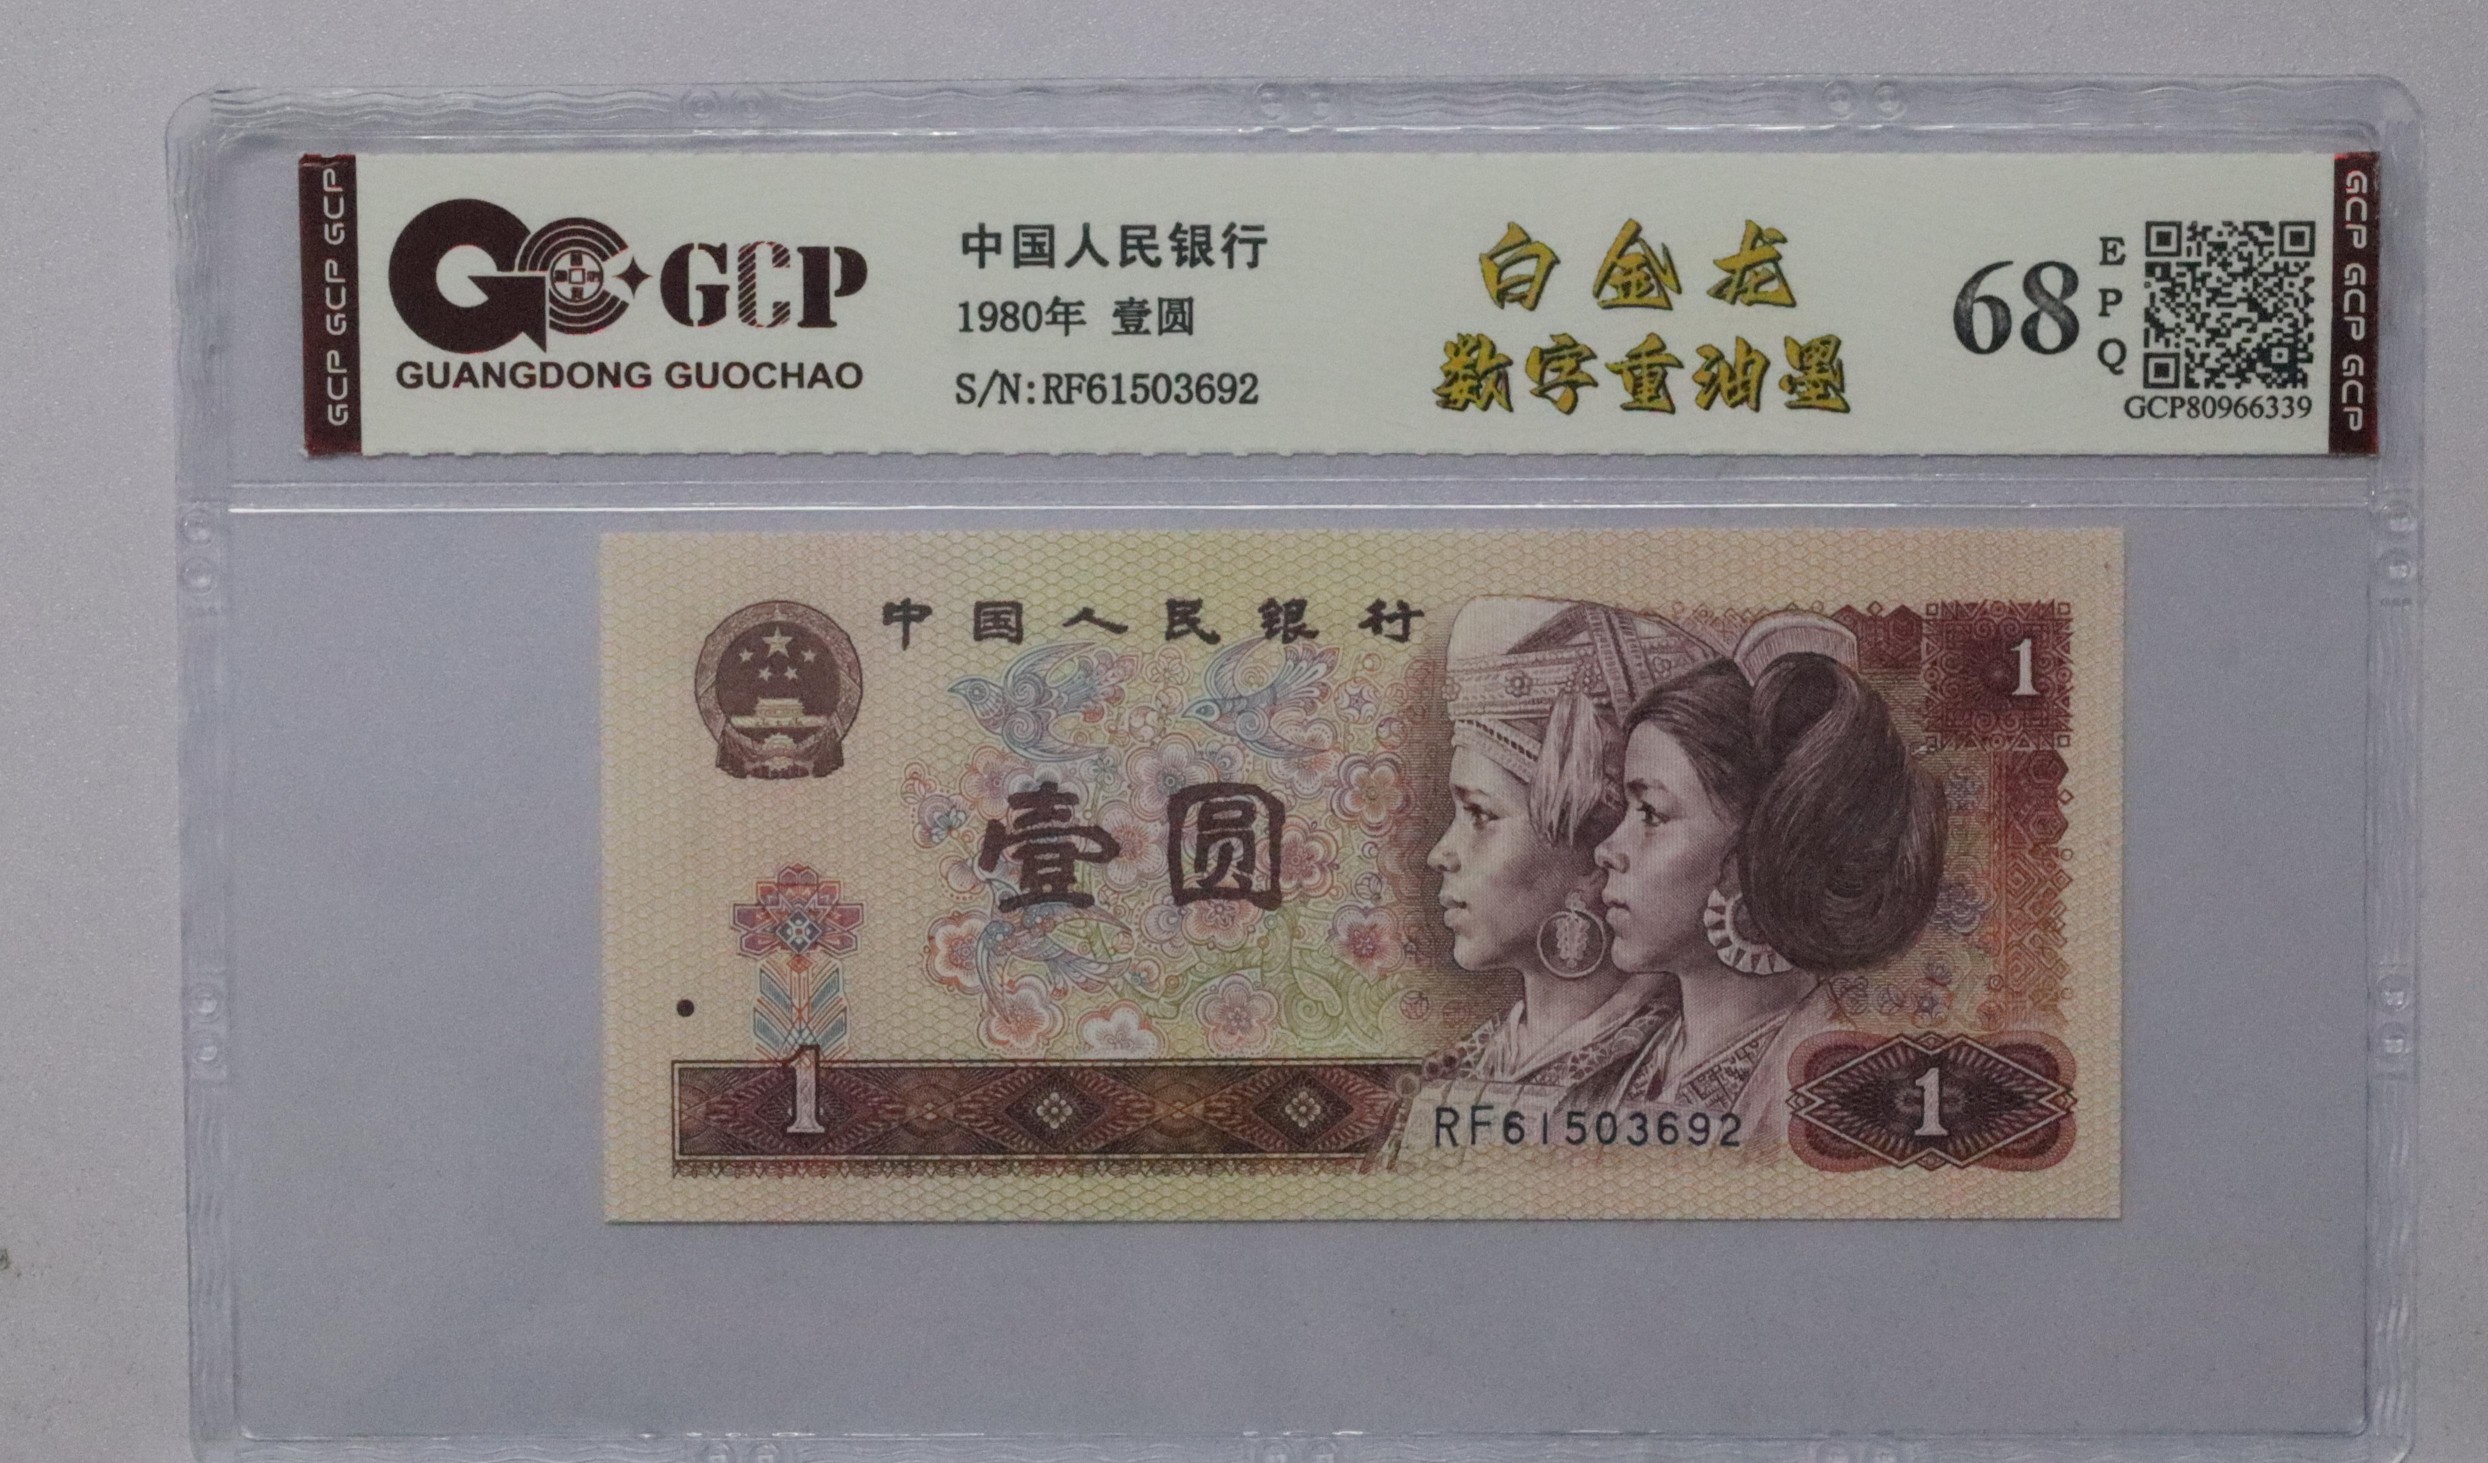 GCP GCP GCP
GCP
GUANGDONG GUOCHAO
中国人民银行
1980年 壹圆
S/N:RF61503692
白金龙
数字重油墨
68
E
P
Q
GCP80966339
GCP GCP GCP
中国人民银行
1
壹圆
1
RF61503692
1